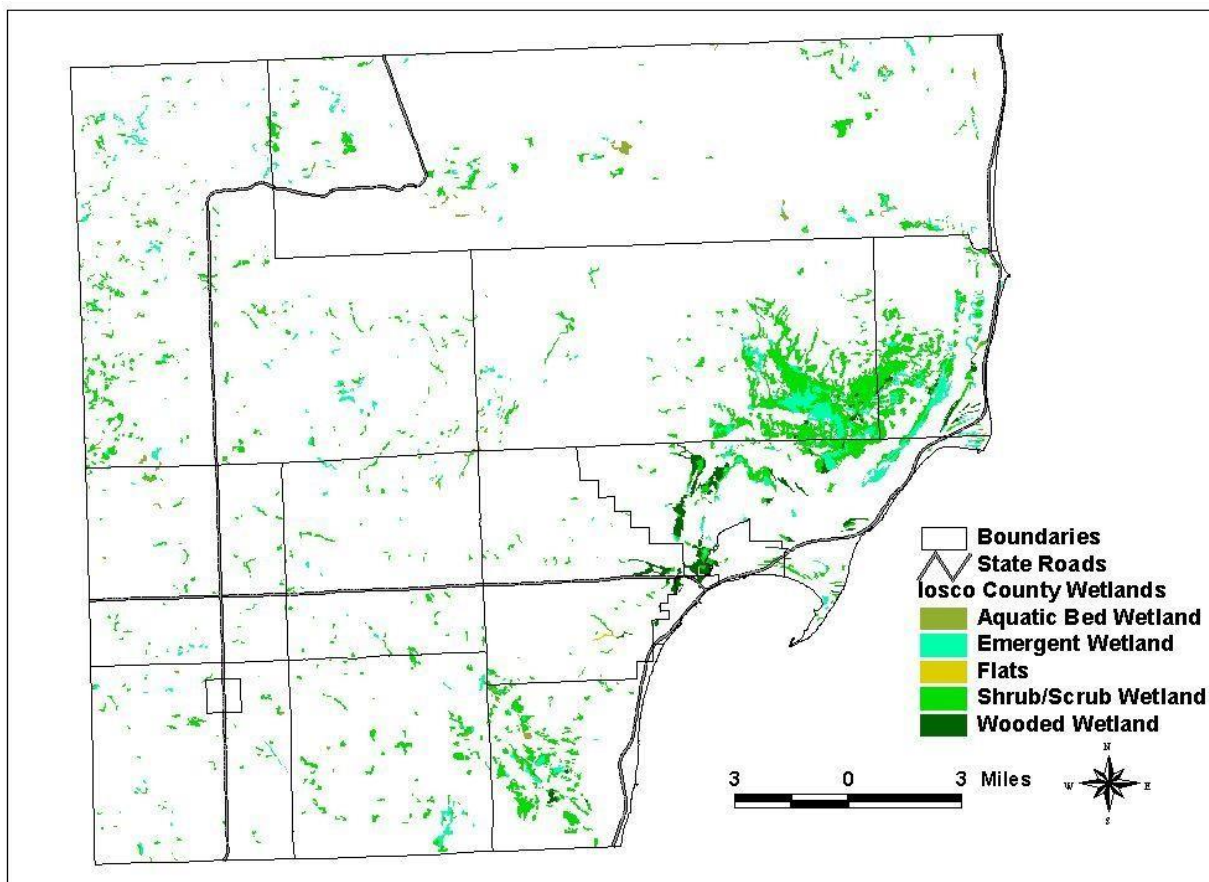 Boundaries
State Roads
Iosco County Wetlands
Aquatic Bed Wetland
Emergent Wetland
Flats
Shrub/Scrub Wetland
Wooded Wetland
3 0 3 Miles
N
W E
S